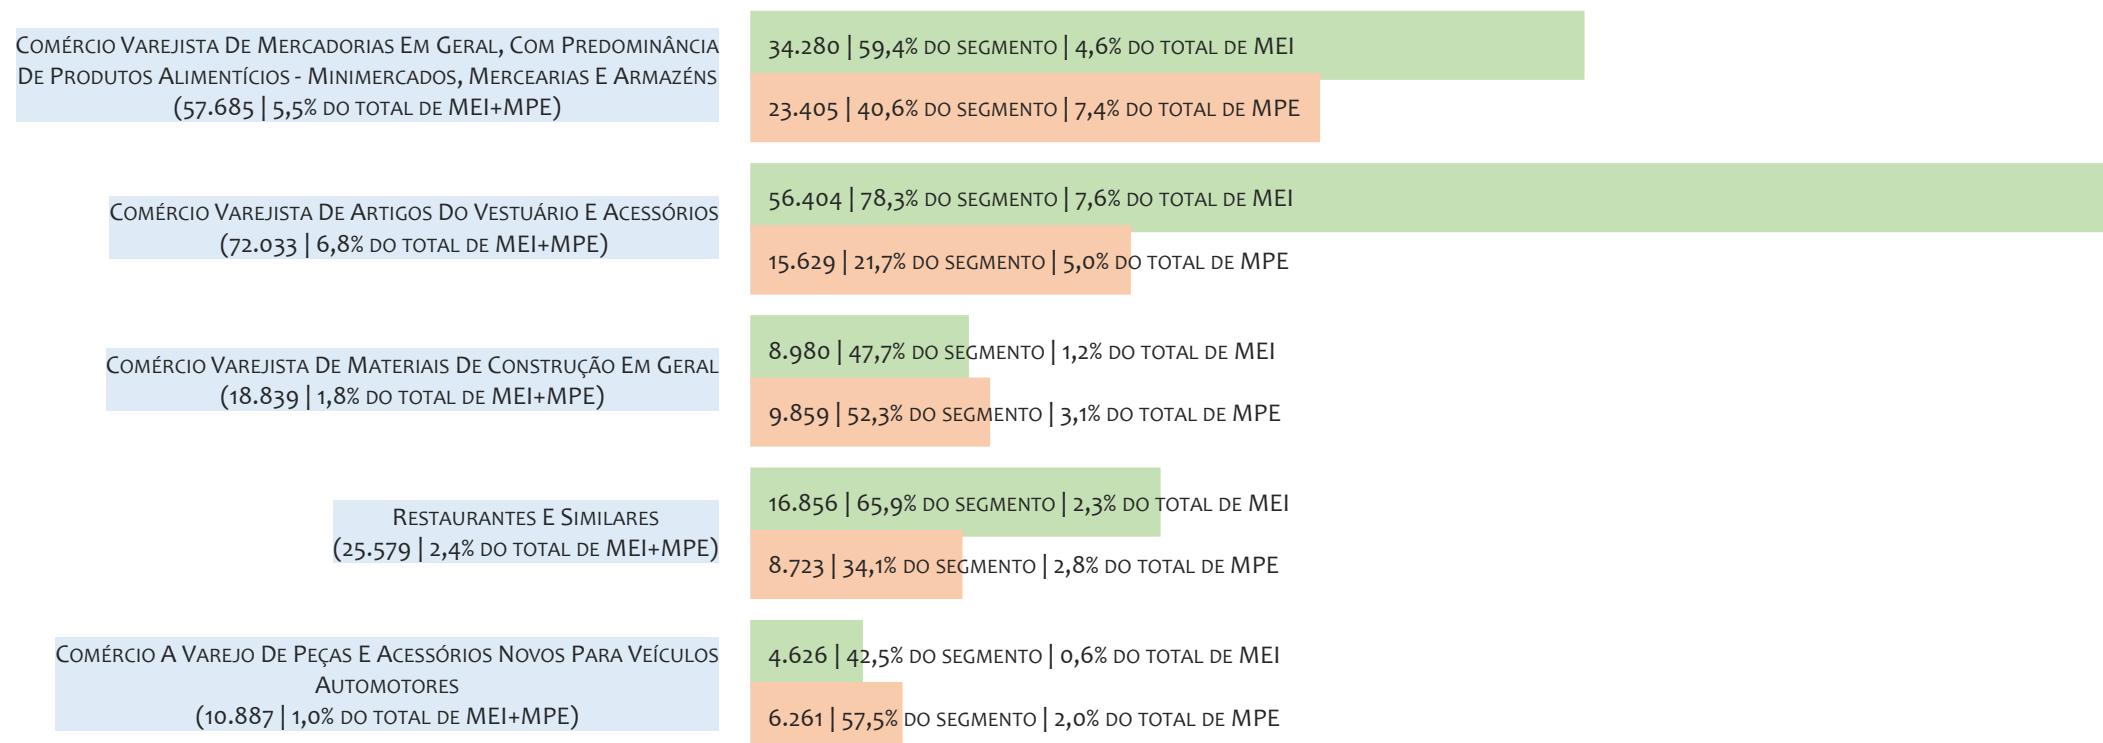 Comércio Varejista De Mercadorias Em Geral, Com Predominância
De Produtos Alimentícios - Minimercados, Mercearias E Armazéns
(57.685 | 5,5% do total de MEI+MPE)
34.280 | 59,4% do segmento | 4,6% do total de MEI
23.405 | 40,6% do segmento | 7,4% do total de MPE
Comércio Varejista De Artigos Do Vestuário E Acessórios
(72.033 | 6,8% do total de MEI+MPE)
56.404 | 78,3% do segmento | 7,6% do total de MEI
15.629 | 21,7% do segmento | 5,0% do total de MPE
Comércio Varejista De Materiais De Construção Em Geral
(18.839 | 1,8% do total de MEI+MPE)
8.980 | 47,7% do segmento | 1,2% do total de MEI
9.859 | 52,3% do segmento | 3,1% do total de MPE
Restaurantes E Similares
(25.579 | 2,4% do total de MEI+MPE)
16.856 | 65,9% do segmento | 2,3% do total de MEI
8.723 | 34,1% do segmento | 2,8% do total de MPE
Comércio A Varejo De Peças E Acessórios Novos Para Veículos
Automotores
(10.887 | 1,0% do total de MEI+MPE)
4.626 | 42,5% do segmento | 0,6% do total de MEI
6.261 | 57,5% do segmento | 2,0% do total de MPE